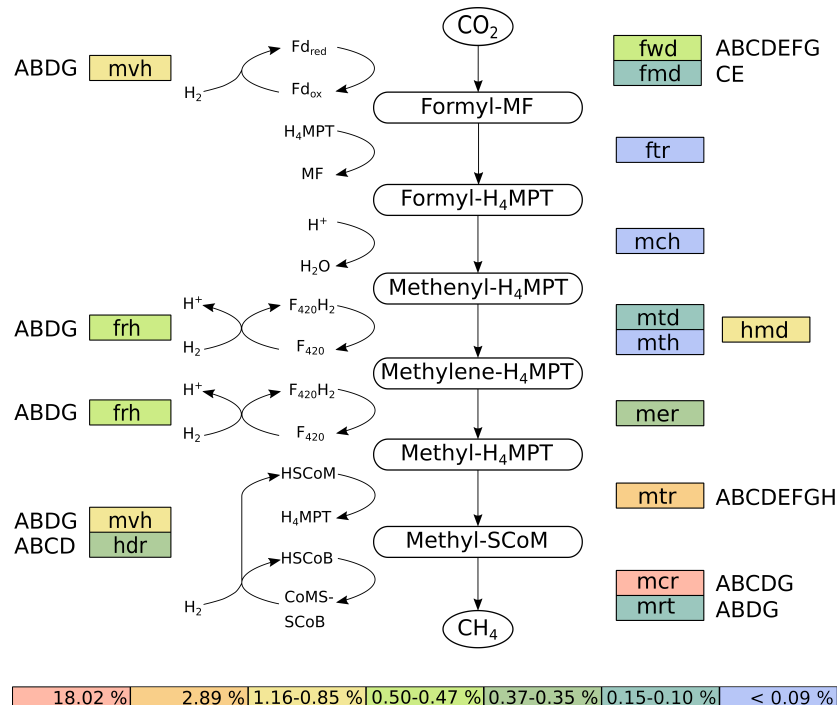 CO₂
ABDG mvh
Fd_red
H₂
Fd_ox
fwd ABCDEFG
fmd CE
Formyl-MF
H₄MPT
MF
ftr
Formyl-H₄MPT
H⁺
H₂O
mch
Methenyl-H₄MPT
ABDG frh
H⁺
F₄₂₀H₂
H₂
F₄₂₀
mtd
mth
hmd
Methylene-H₄MPT
ABDG frh
H⁺
F₄₂₀H₂
H₂
F₄₂₀
mer
Methyl-H₄MPT
HSCoM
H₄MPT
mtr ABCDEFGH
ABDG mvh
ABCD hdr
Methyl-SCoM
HSCoB
H₂
CoMS-
SCoB
mcr ABCDG
mrt ABDG
CH₄
18.02 % 2.89 % 1.16-0.85 % 0.50-0.47 % 0.37-0.35 % 0.15-0.10 % < 0.09 %